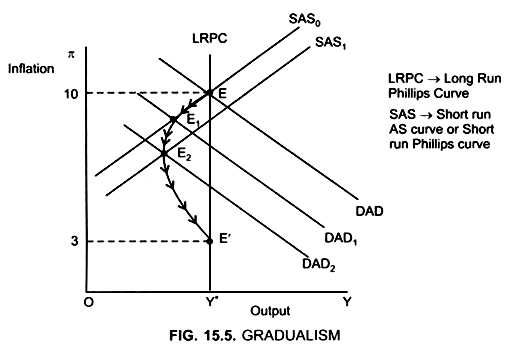 SAS0
SAS1
LRPC
π
Inflation
10
E
E1
E2
3
E'
DAD
DAD1
DAD2
O
Y*
Output
Y
LRPC → Long Run
Phillips Curve
SAS → Short run
AS curve or Short
run Phillips curve
FIG. 15.5. GRADUALISM